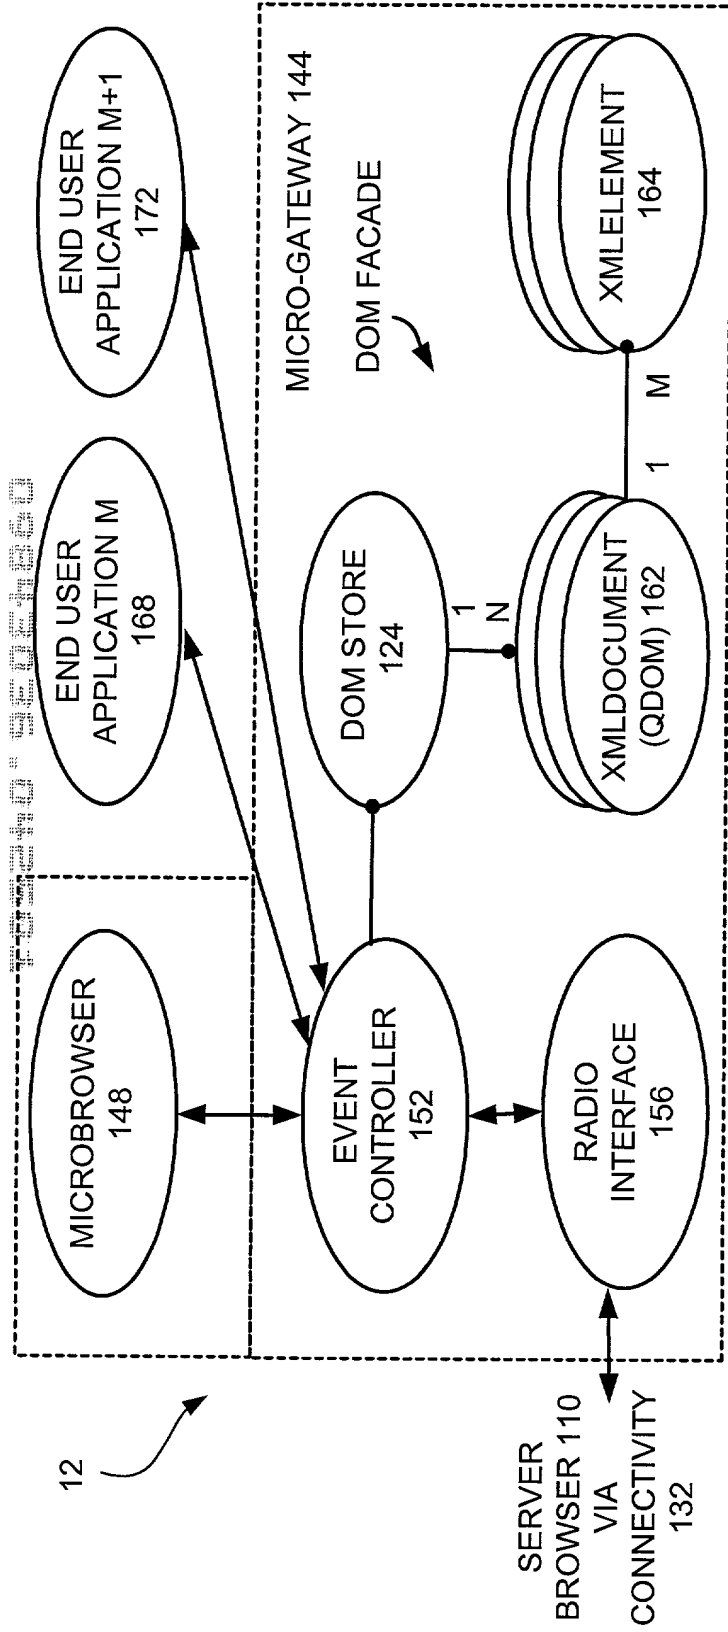 MICROBROWSER
148
END USER
APPLICATION M
168
END USER
APPLICATION M+1
172
12
MICRO-GATEWAY 144
DOM FACADE
EVENT
CONTROLLER
152
DOM STORE
124
1
N
SERVER
BROWSER 110
VIA
CONNECTIVITY
132
RADIO
INTERFACE
156
XMLDOCUMENT
(QDOM) 162
1
M
XMLELEMENT
164